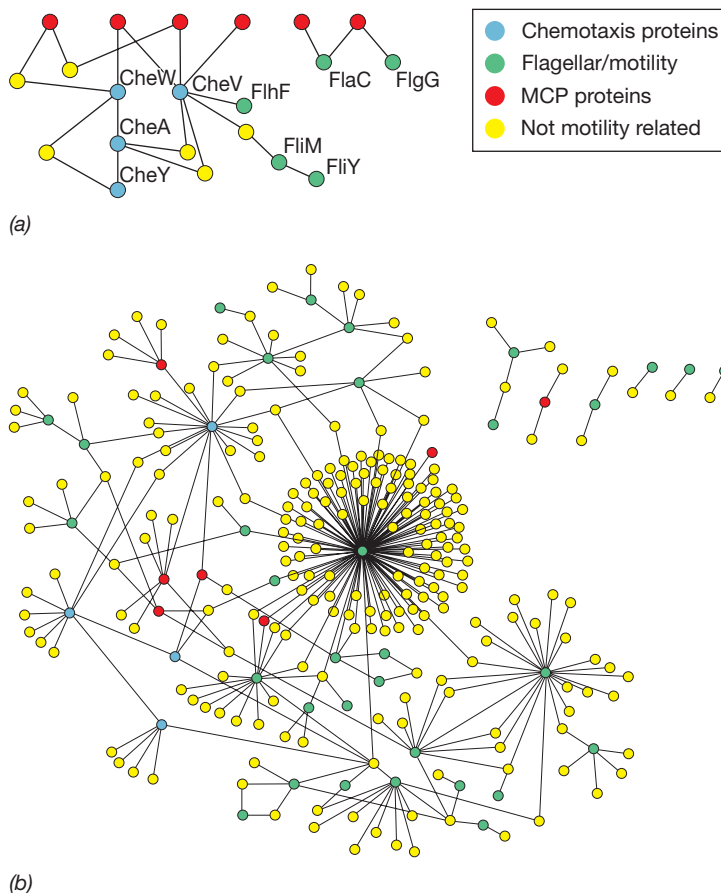 Chemotaxis proteins
Flagellar/motility
MCP proteins
Not motility related
CheW
CheV
FlhF
FlaC
FlgG
CheA
FliM
CheY
FliY
(a)
(b)